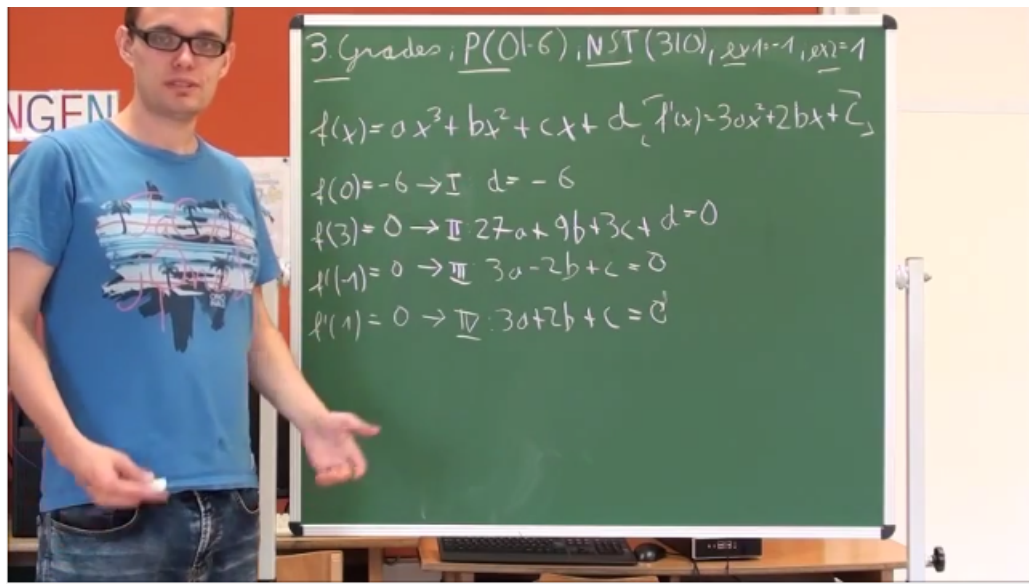 3. Grades, P(0|-6), NST (3|0), ex1=-1, ex2=1
NGEN
f(x) = ax³ + bx² + cx + d, f'(x) = 3ax² + 2bx + c
f(0) = -6 → I d = -6
f(3) = 0 → II: 27a + 9b + 3c + d = 0
f'(-1) = 0 → III: 3a - 2b + c = 0
f'(1) = 0 → IV: 3a + 2b + c = 0